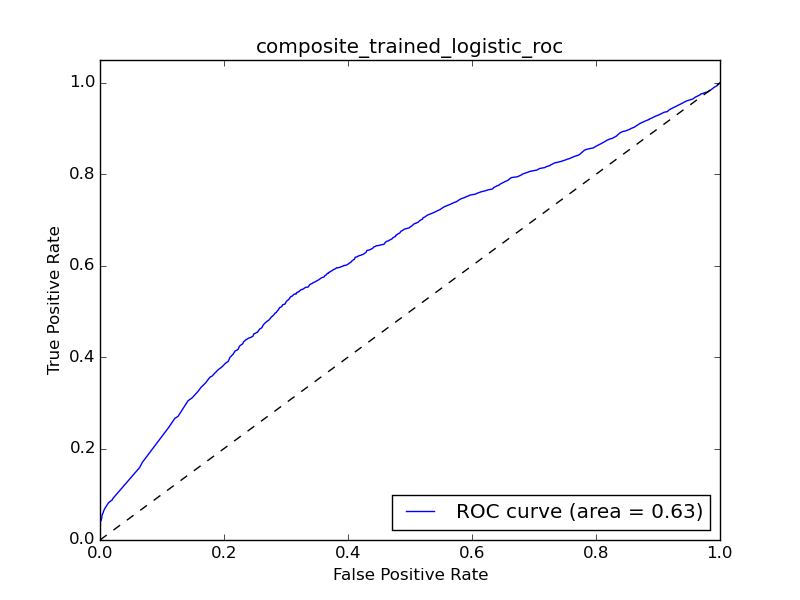 composite_trained_logistic_roc
True Positive Rate
1.0
0.8
0.6
0.4
0.2
0.0
ROC curve (area = 0.63)
0.0 0.2 0.4 0.6 0.8 1.0
False Positive Rate